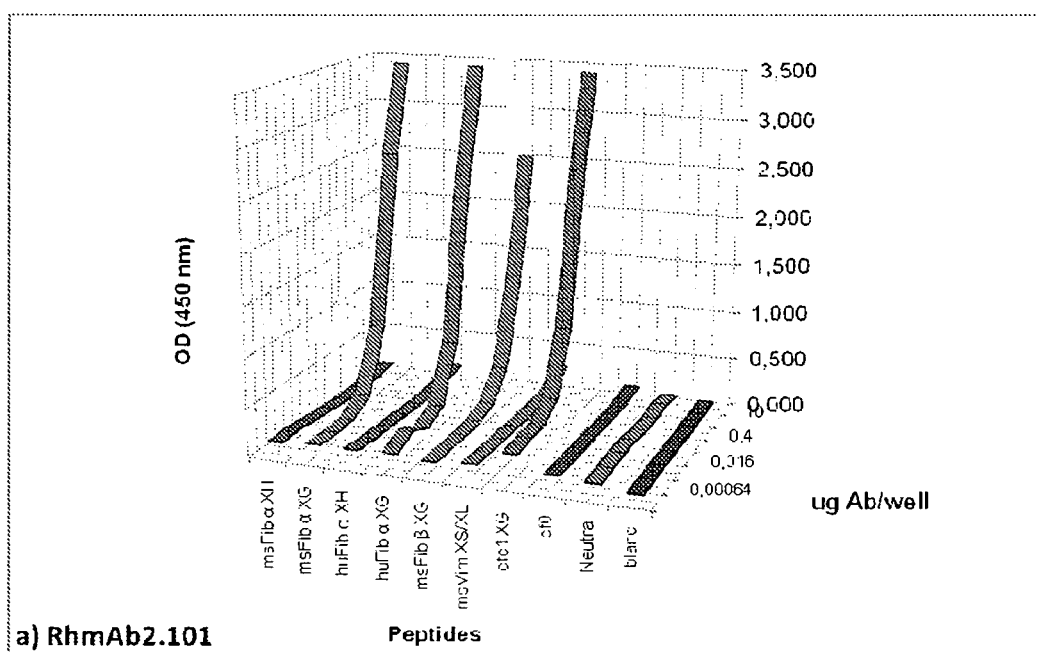 3.500
3,000
2,500
2,000
1,500
1,000
0,500
0,000
10
0.4
0,016
0,00064
OD (450 nm)
ug Ab/well
msFib α XH
msFib α XG
huFib α XH
huFib α XG
msFib β XG
msVim XS/XL
ctc1 XG
cf0
Neutra
blanc
Peptides
a) RhmAb2.101